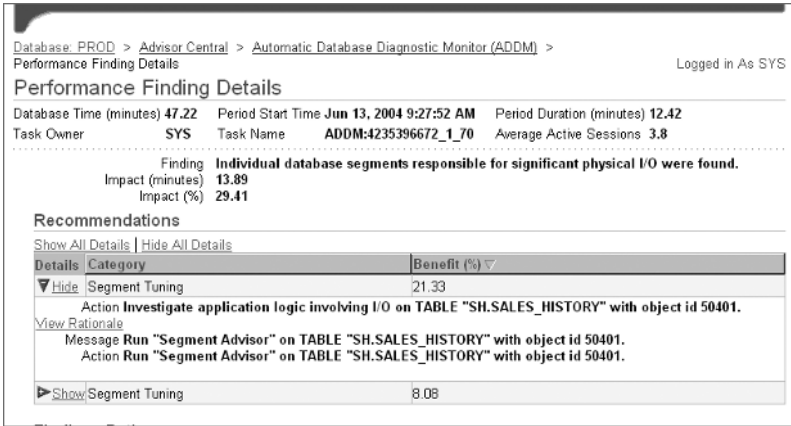 Database: PROD > Advisor Central > Automatic Database Diagnostic Monitor (ADDM) >
Performance Finding Details Logged in As SYS
Performance Finding Details
Database Time (minutes) 47.22 Period Start Time Jun 13, 2004 9:27:52 AM Period Duration (minutes) 12.42
Task Owner SYS Task Name ADDM:4235396672_1_70 Average Active Sessions 3.8
Finding Individual database segments responsible for significant physical I/O were found.
Impact (minutes) 13.89
Impact (%) 29.41
Recommendations
Show All Details | Hide All Details
Details Category Benefit (%)
Hide Segment Tuning 21.33
Action Investigate application logic involving I/O on TABLE "SH.SALES_HISTORY" with object id 50401.
View Rationale
Message Run "Segment Advisor" on TABLE "SH.SALES_HISTORY" with object id 50401.
Action Run "Segment Advisor" on TABLE "SH.SALES_HISTORY" with object id 50401.
Show Segment Tuning 8.08